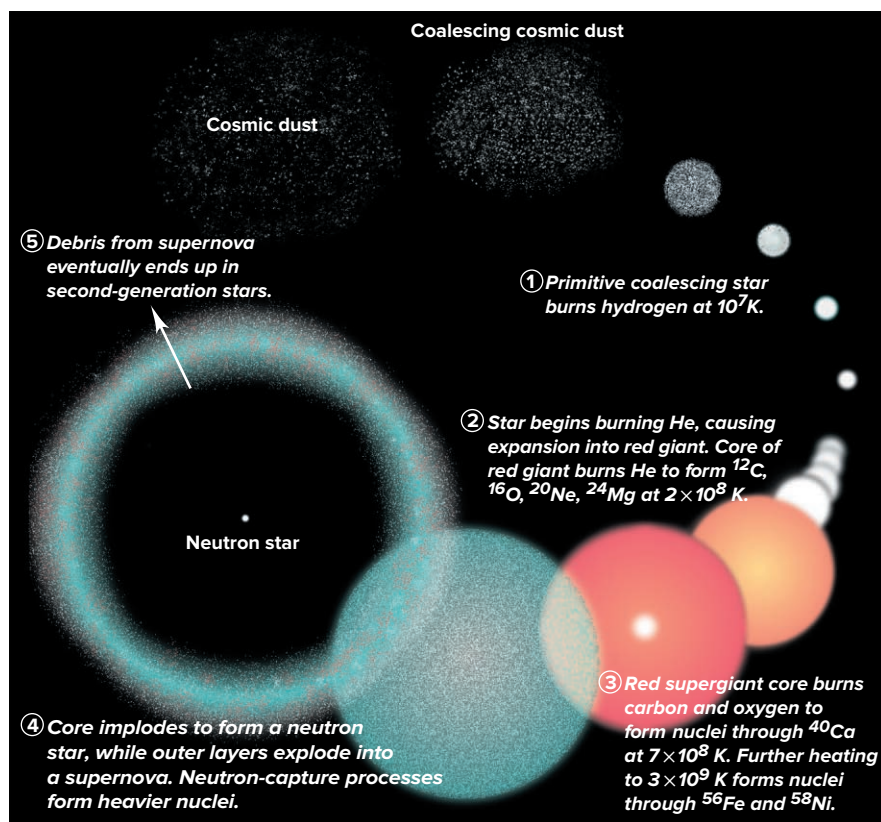 Coalescing cosmic dust
Cosmic dust
① Primitive coalescing star
burns hydrogen at 10⁷K.
② Star begins burning He, causing
expansion into red giant. Core of
red giant burns He to form ¹²C,
¹⁶O, ²⁰Ne, ²⁴Mg at 2×10⁸ K.
③ Red supergiant core burns
carbon and oxygen to
form nuclei through ⁴⁰Ca
at 7×10⁸ K. Further heating
to 3×10⁹ K forms nuclei
through ⁵⁶Fe and ⁵⁸Ni.
④ Core implodes to form a neutron
star, while outer layers explode into
a supernova. Neutron-capture processes
form heavier nuclei.
⑤ Debris from supernova
eventually ends up in
second-generation stars.
Neutron star